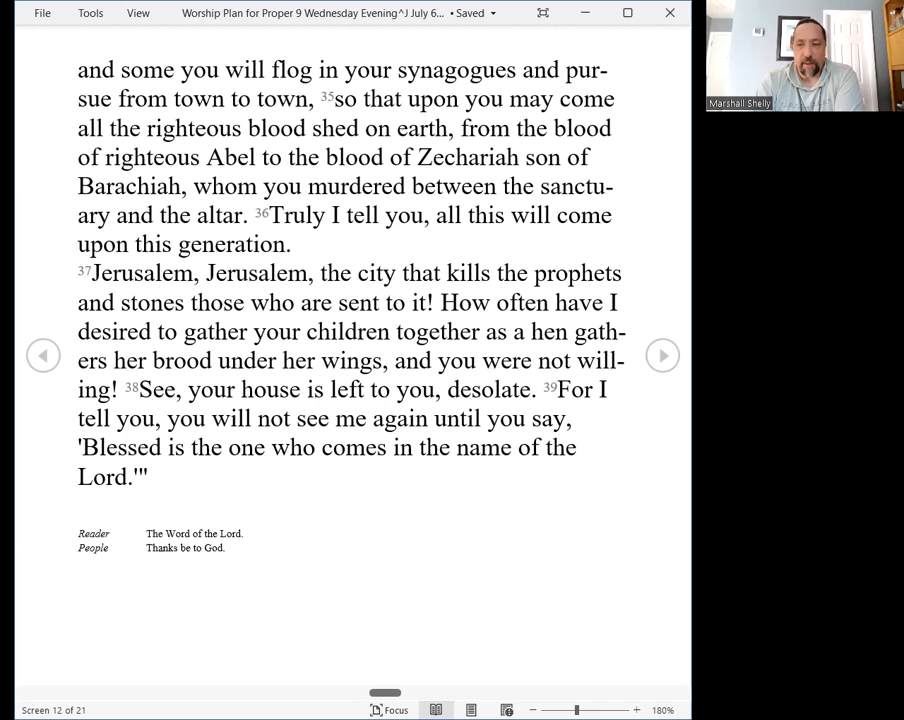 File Tools View Worship Plan for Proper 9 Wednesday Evening^J July 6... • Saved
and some you will flog in your synagogues and pur-
sue from town to town, 35so that upon you may come
all the righteous blood shed on earth, from the blood
of righteous Abel to the blood of Zechariah son of
Barachiah, whom you murdered between the sanctu-
ary and the altar. 36Truly I tell you, all this will come
upon this generation.
37Jerusalem, Jerusalem, the city that kills the prophets
and stones those who are sent to it! How often have I
desired to gather your children together as a hen gath-
ers her brood under her wings, and you were not will-
ing! 38See, your house is left to you, desolate. 39For I
tell you, you will not see me again until you say,
'Blessed is the one who comes in the name of the
Lord.'"
Reader The Word of the Lord.
People Thanks be to God.
Screen 12 of 21 Focus 180%
Marshall Shelly